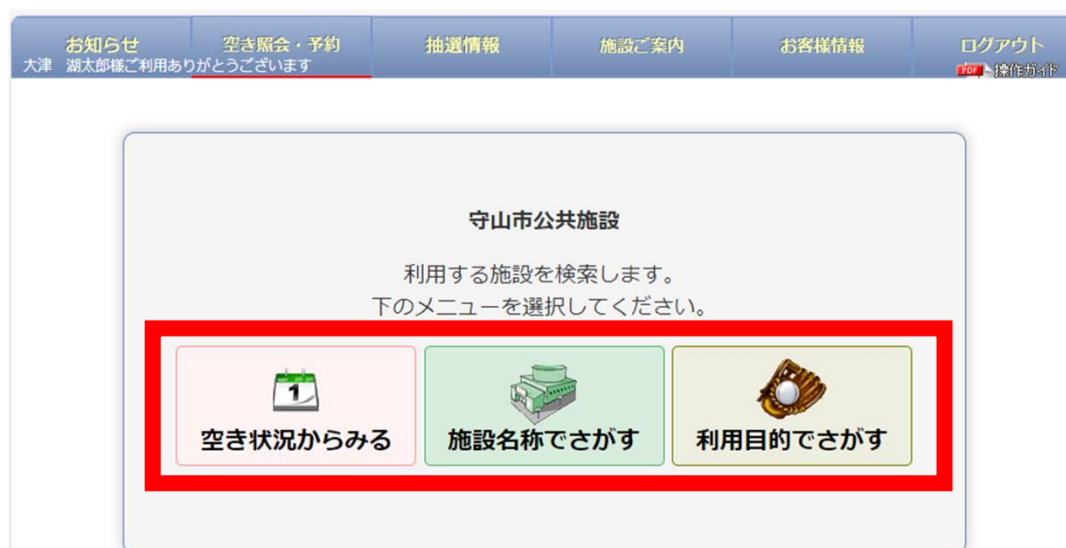 お知らせ 空き照会・予約 抽選情報 施設ご案内 お客様情報 ログアウト
大津 湖太郎様ご利用ありがとうございます
PDF 操作ガイド
守山市公共施設
利用する施設を検索します。
下のメニューを選択してください。
1
空き状況からみる 施設名称でさがす 利用目的でさがす